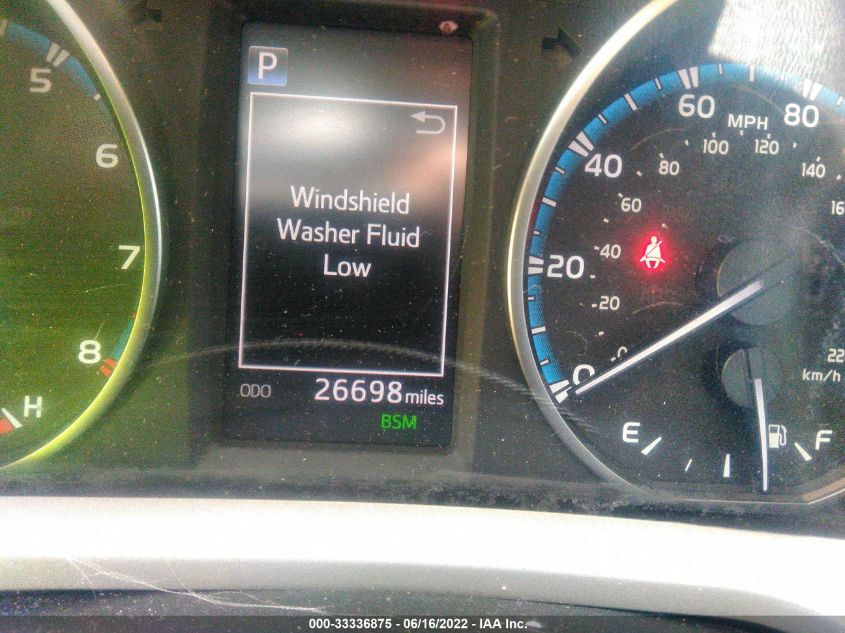 5
6
7
8
H
P
Windshield
Washer Fluid
Low
ODO 26698 miles
BSM
60 80
MPH
100 120
40 80 140
60
40
20 20
0 0
km/h
E F
000-33336875 - 06/16/2022 - IAA Inc.